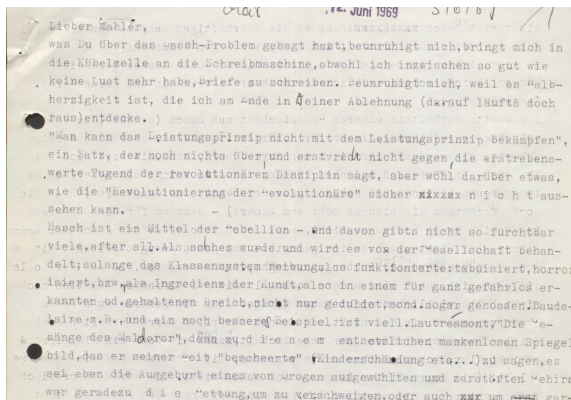 12. Juni 1969
Lieber Mahler,
was Du über das Hasch-Problem gesagt hast, beunruhigt mich, bringt mich in
die Kübelzelle an die Schreibmaschine, obwohl ich inzwischen so gut wie
keine Lust mehr habe, Briefe zu schreiben. Beunruhigt mich, weil es Halb-
herzigkeit ist, die ich am Ende in Deiner Ablehnung (darauf läufts doch
raus) entdecke.
"Man kann das Leistungsprinzip nicht mit dem Leistungsprinzip bekämpfen",
ein Satz, der noch nichts über und erst nicht gegen die erstrebens-
werte Tugend der revolutionären Disziplin sagt, aber wohl darüber etwas,
wie die "Revolutionierung der Revolutionäre" sicher n i c h t aus-
sehen kann. - (
Hasch ist ein Mittel der Rebellion - und davon gibts nicht so furchtbar
viele, after all. Als solches wurde und wird es von der Gesellschaft behan-
delt; solange das Klassensystem reibungslos funktionierte: tabuisiert, horror
isiert, bzw. als Ingredienz der Kunst, also in einem für ganz gefahrlos er-
kannten od. gehaltenen Breich, nicht nur geduldet, sond. sogar genossen. Baude-
laire z.B., und ein noch besseres Beispiel ist viell. Lautreamont, "Die Ge-
sänge des Maldoror", denn zu d i e s e m entsetzlichen maskenlosen Spiegel
bild, das er seiner Zeit "bescheerte" (Kinderschändung etc...) zu sagen, es
sei eben die Ausgeburt eines von Drogen aufgewühlten und zerstörten Gehirn
war geradezu d i e Rettung, um zu verschweigen, oder auch um gar-